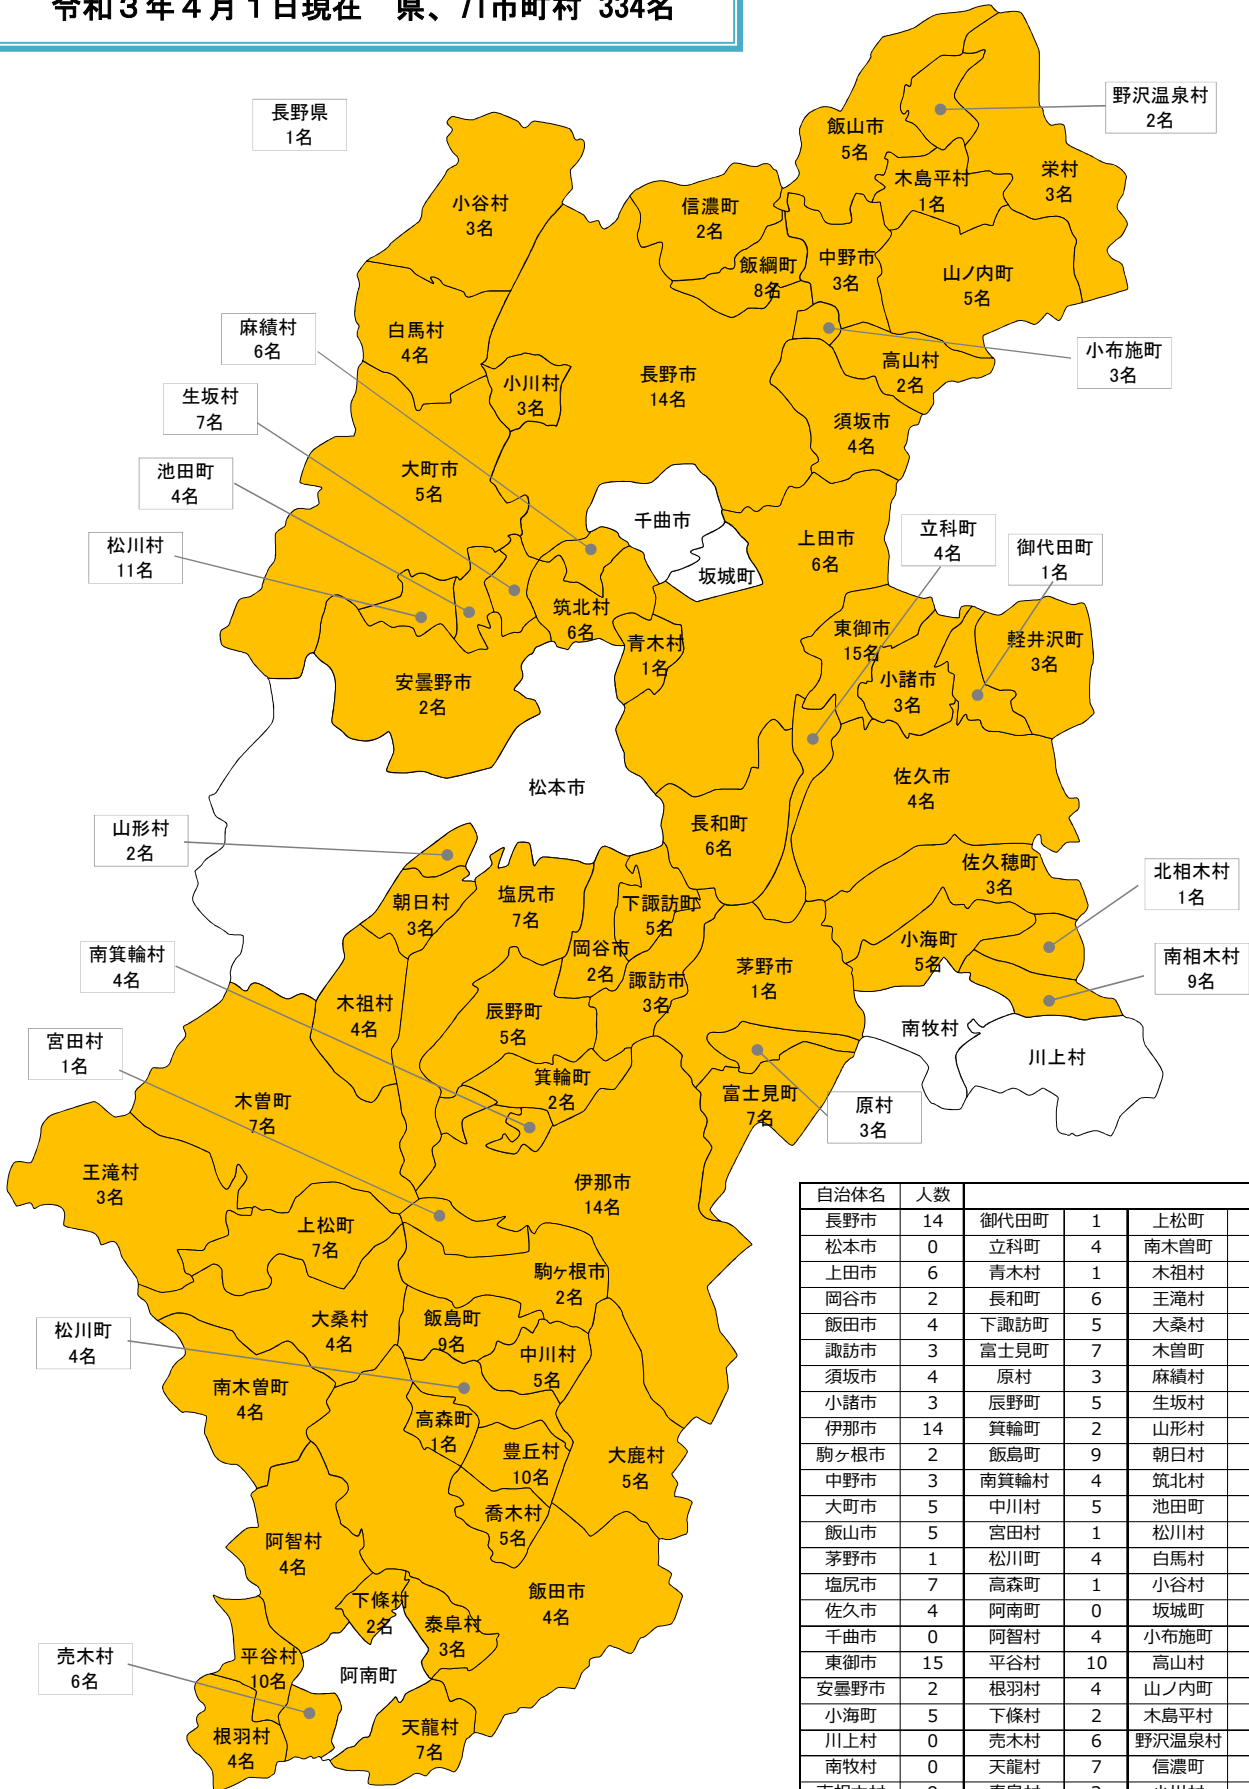 令和３年４月１日現在　県、71市町村 334名
長野県
1名
野沢温泉村
2名
飯山市
5名
木島平村
1名
栄村
3名
小谷村
3名
信濃町
2名
飯綱町
8名
中野市
3名
山ノ内町
5名
麻績村
6名
白馬村
4名
小布施町
3名
高山村
2名
長野市
14名
小川村
3名
生坂村
7名
須坂市
4名
大町市
5名
池田町
4名
千曲市
上田市
6名
立科町
4名
御代田町
1名
松川村
11名
坂城町
筑北村
6名
青木村
1名
東御市
15名
軽井沢町
3名
小諸市
3名
安曇野市
2名
佐久市
4名
松本市
長和町
6名
山形村
2名
佐久穂町
3名
北相木村
1名
塩尻市
7名
下諏訪町
5名
朝日村
3名
岡谷市
2名
小海町
5名
南相木村
9名
南箕輪村
4名
茅野市
1名
諏訪市
3名
木祖村
4名
辰野町
5名
南牧村
川上村
宮田村
1名
箕輪町
2名
富士見町
7名
原村
3名
木曽町
7名
王滝村
3名
伊那市
14名
上松町
7名
駒ヶ根市
2名
大桑村
4名
飯島町
9名
松川町
4名
中川村
5名
南木曽町
4名
高森町
1名
豊丘村
10名
大鹿村
5名
喬木村
5名
阿智村
4名
飯田市
4名
下條村
2名
泰阜村
3名
売木村
6名
平谷村
10名
阿南町
根羽村
4名
天龍村
7名
自治体名 人数
長野市 14 御代田町 1 上松町
松本市 0 立科町 4 南木曽町
上田市 6 青木村 1 木祖村
岡谷市 2 長和町 6 王滝村
飯田市 4 下諏訪町 5 大桑村
諏訪市 3 富士見町 7 木曽町
須坂市 4 原村 3 麻績村
小諸市 3 辰野町 5 生坂村
伊那市 14 箕輪町 2 山形村
駒ヶ根市 2 飯島町 9 朝日村
中野市 3 南箕輪村 4 筑北村
大町市 5 中川村 5 池田町
飯山市 5 宮田村 1 松川村
茅野市 1 松川町 4 白馬村
塩尻市 7 高森町 1 小谷村
佐久市 4 阿南町 0 坂城町
千曲市 0 阿智村 4 小布施町
東御市 15 平谷村 10 高山村
安曇野市 2 根羽村 4 山ノ内町
小海町 5 下條村 2 木島平村
川上村 0 売木村 6 野沢温泉村
南牧村 0 天龍村 7 信濃町